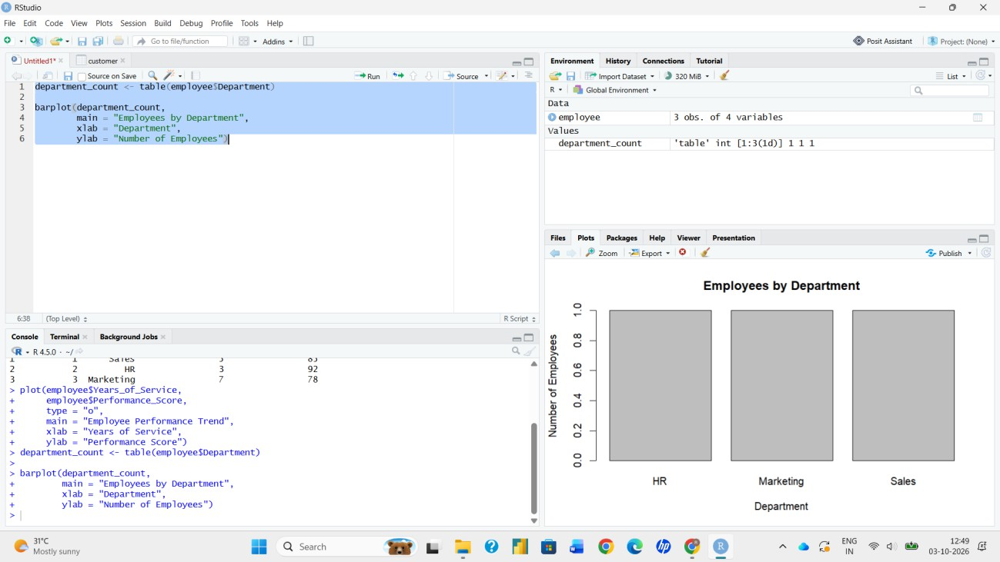 RStudio
File Edit Code View Plots Session Build Debug Profile Tools Help
Go to file/function Addins Posit Assistant Project: (None)
Untitled1* customer
Source on Save Run Source
1 department_count <- table(employee$Department)
2
3 barplot(department_count,
4 main = "Employees by Department",
5 xlab = "Department",
6 ylab = "Number of Employees")
6:38 (Top Level) R Script
Console Terminal Background Jobs
R 4.5.0 · ~/
1 1 Sales 5 85
2 2 HR 3 92
3 3 Marketing 7 78
> plot(employee$Years_of_Service,
+ employee$Performance_Score,
+ type = "o",
+ main = "Employee Performance Trend",
+ xlab = "Years of Service",
+ ylab = "Performance Score")
> department_count <- table(employee$Department)
>
> barplot(department_count,
+ main = "Employees by Department",
+ xlab = "Department",
+ ylab = "Number of Employees")
>
Environment History Connections Tutorial
Import Dataset 320 MiB List
R Global Environment
Data
employee 3 obs. of 4 variables
Values
department_count 'table' int [1:3(1d)] 1 1 1
Files Plots Packages Help Viewer Presentation
Zoom Export Publish
Employees by Department
Number of Employees
1.0
0.8
0.6
0.4
0.2
0.0
HR Marketing Sales
Department
31°C
Mostly sunny
Search
ENG
IN
12:49
03-10-2026